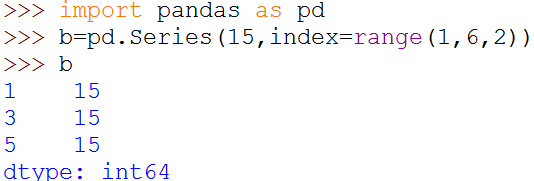 >>> import pandas as pd
>>> b=pd.Series(15,index=range(1,6,2))
>>> b
1    15
3    15
5    15
dtype: int64